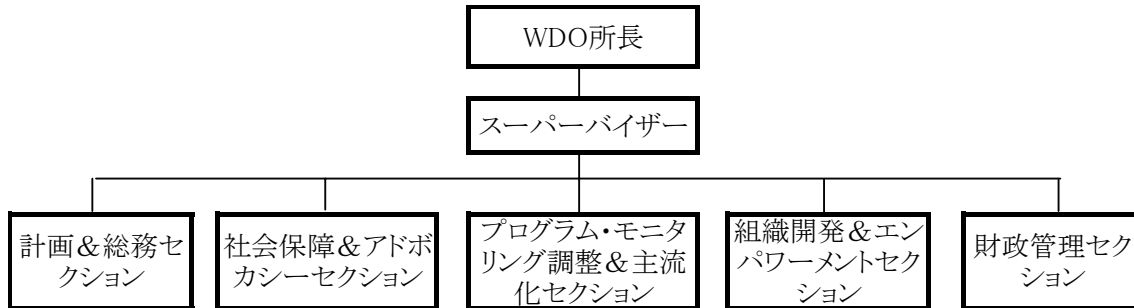 WDO所長
スーパーバイザー
計画&総務セ
クション
社会保障&アドボ
カシーセクション
プログラム・モニタ
リング調整&主流
化セクション
組織開発&エン
パワーメントセク
ション
財政管理セク
ション